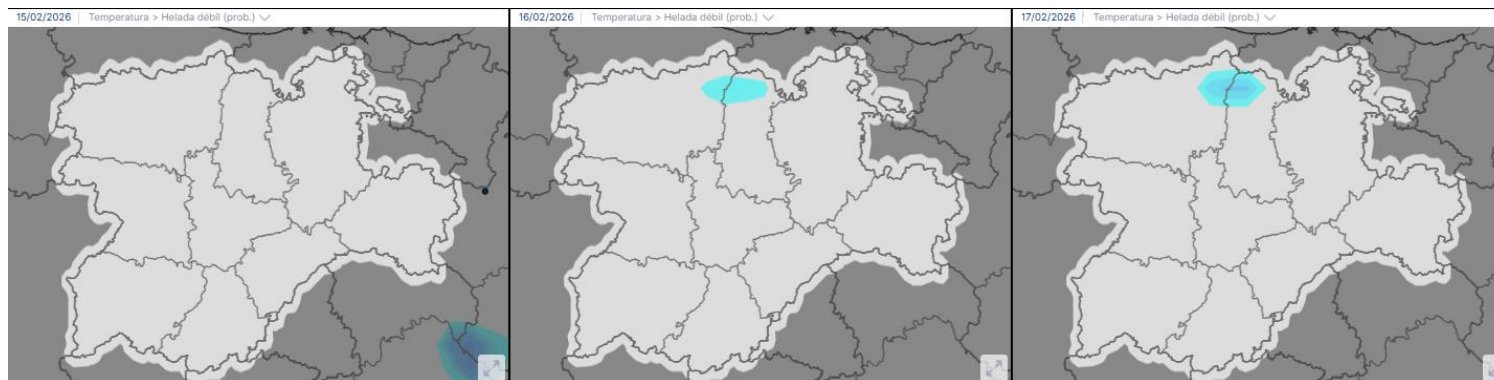 15/02/2026 Temperatura > Helada débil (prob.)
16/02/2026 Temperatura > Helada débil (prob.)
17/02/2026 Temperatura > Helada débil (prob.)